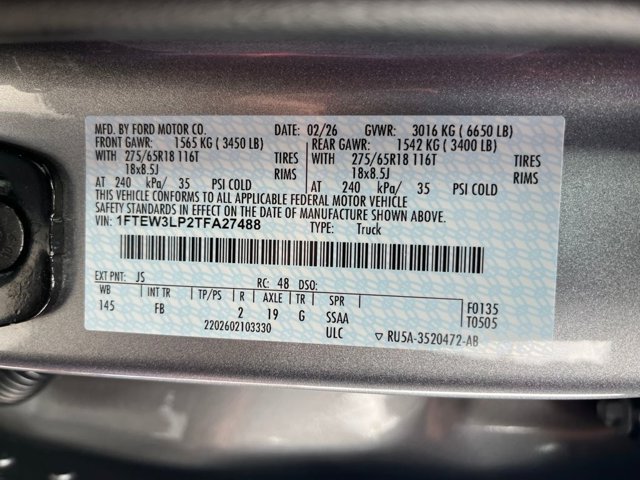 MFD. BY FORD MOTOR CO. DATE: 02/26 GVWR: 3016 KG ( 6650 LB)
FRONT GAWR: 1565 KG ( 3450 LB) REAR GAWR: 1542 KG ( 3400 LB)
WITH 275/65R18 116T TIRES WITH 275/65R18 116T TIRES
18x8.5J RIMS 18x8.5J RIMS
AT 240 kPa/ 35 PSI COLD AT 240 kPa/ 35 PSI COLD
THIS VEHICLE CONFORMS TO ALL APPLICABLE FEDERAL MOTOR VEHICLE
SAFETY STANDARDS IN EFFECT ON THE DATE OF MANUFACTURE SHOWN ABOVE.
VIN: 1FTEW3LP2TFA27488 TYPE: Truck
EXT PNT: JS RC: 48 DSO:
WB INT TR TP/PS R AXLE TR SPR F0135
145 FB 2 19 G SSAA T0505
2202602103330 ULC ▽ RU5A-3520472-AB